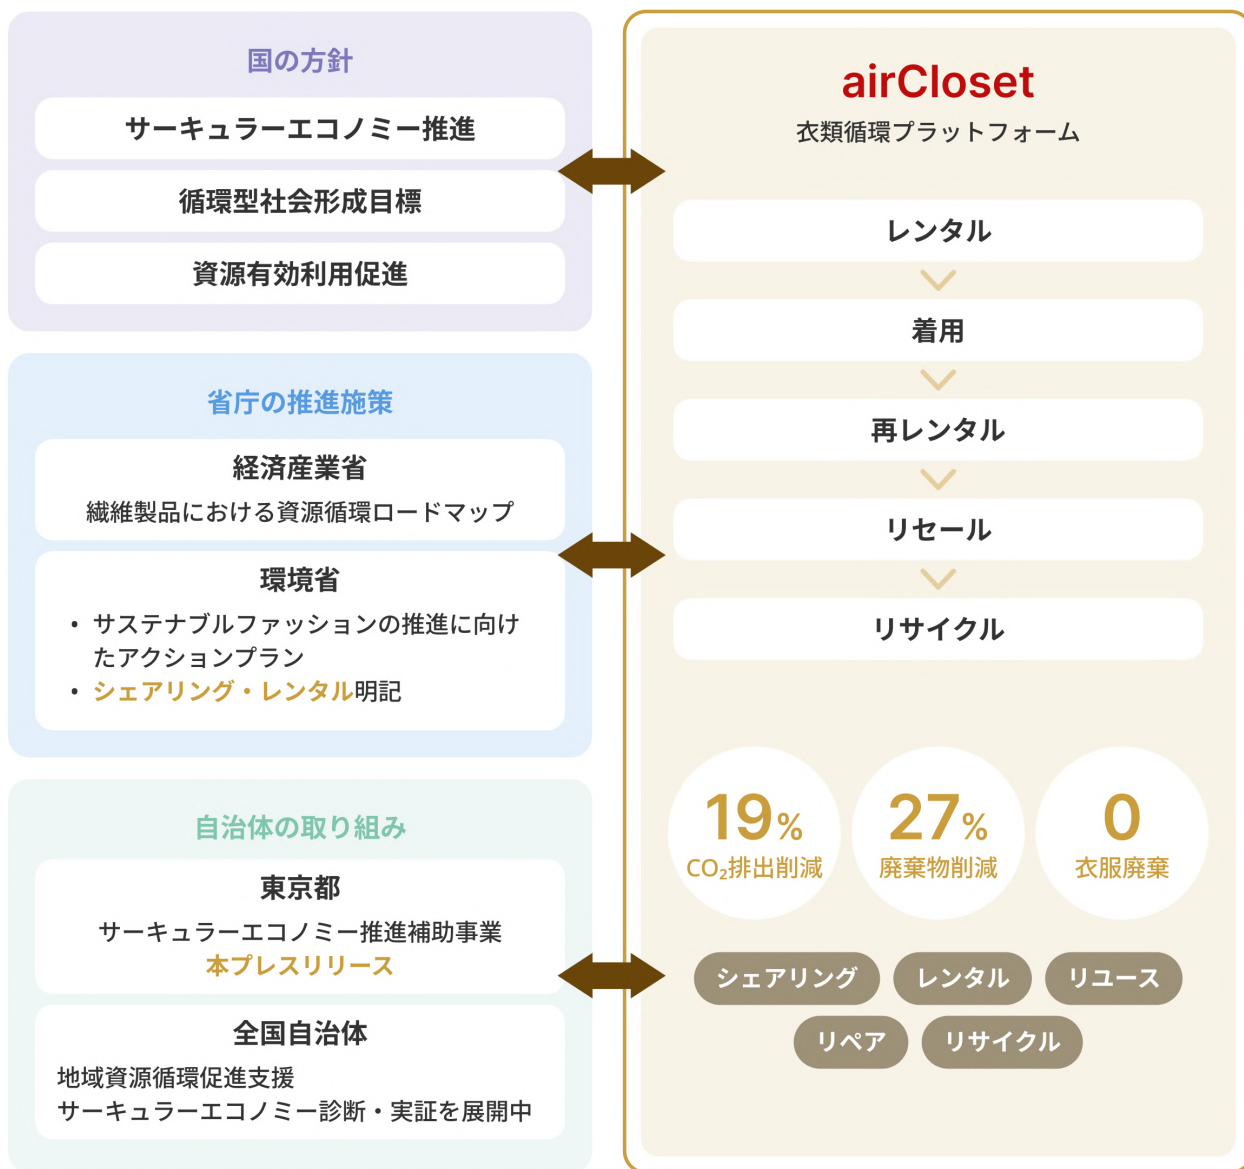 国の方針
サーキュラーエコノミー推進
循環型社会形成目標
資源有効利用促進
省庁の推進施策
経済産業省
繊維製品における資源循環ロードマップ
環境省
• サステナブルファッションの推進に向け
たアクションプラン
• シェアリング・レンタル明記
自治体の取り組み
東京都
サーキュラーエコノミー推進補助事業
本プレスリリース
全国自治体
地域資源循環促進支援
サーキュラーエコノミー診断・実証を展開中
airCloset
衣類循環プラットフォーム
レンタル
着用
再レンタル
リセール
リサイクル
19%
CO₂排出削減
27%
廃棄物削減
0
衣服廃棄
シェアリング
レンタル
リユース
リペア
リサイクル